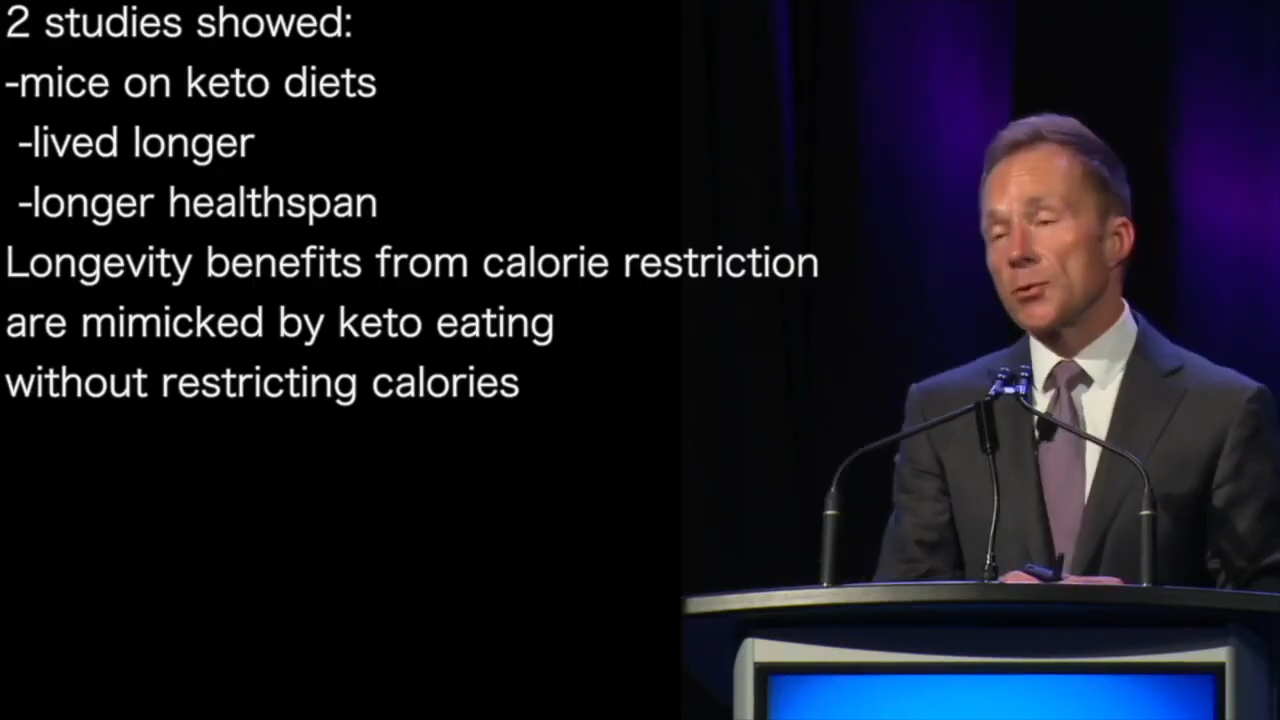 2 studies showed:
-mice on keto diets
-lived longer
-longer healthspan
Longevity benefits from calorie restriction
are mimicked by keto eating
without restricting calories